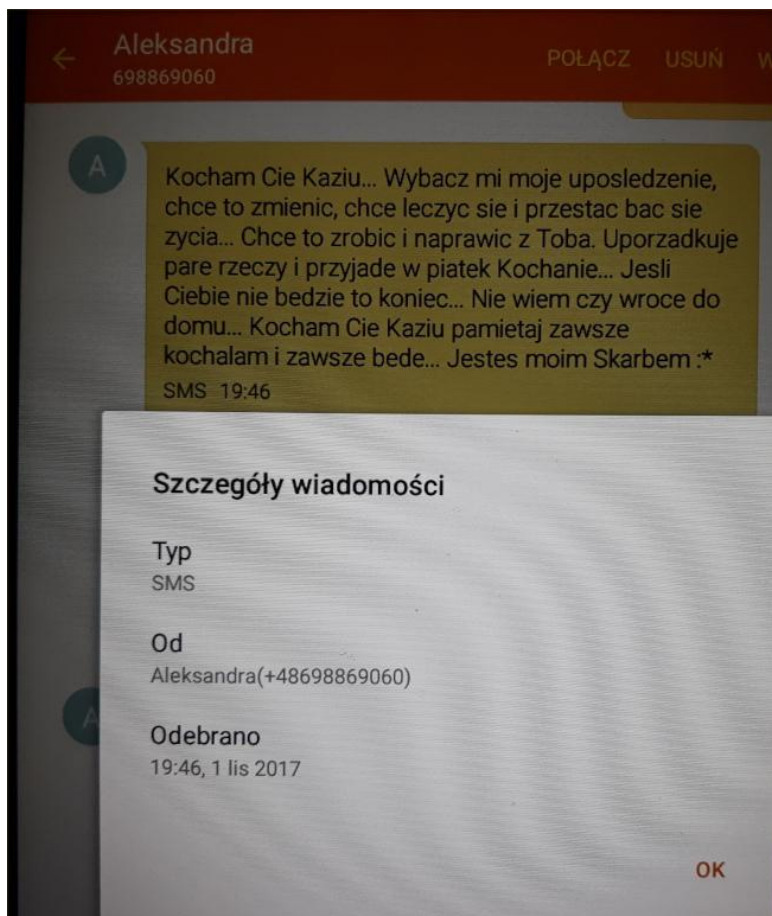 Aleksandra
698869060
POŁĄCZ USUŃ W
A
Kocham Cie Kaziu... Wybacz mi moje uposledzenie,
chce to zmienic, chce leczyc sie i przestac bac sie
zycia... Chce to zrobic i naprawic z Toba. Uporzadkuje
pare rzeczy i przyjade w piatek Kochanie... Jesli
Ciebie nie bedzie to koniec... Nie wiem czy wroce do
domu... Kocham Cie Kaziu pamietaj zawsze
kochalam i zawsze bede... Jestes moim Skarbem :*
SMS 19:46
Szczegóły wiadomości
Typ
SMS
Od
Aleksandra(+48698869060)
A
Odebrano
19:46, 1 lis 2017
OK